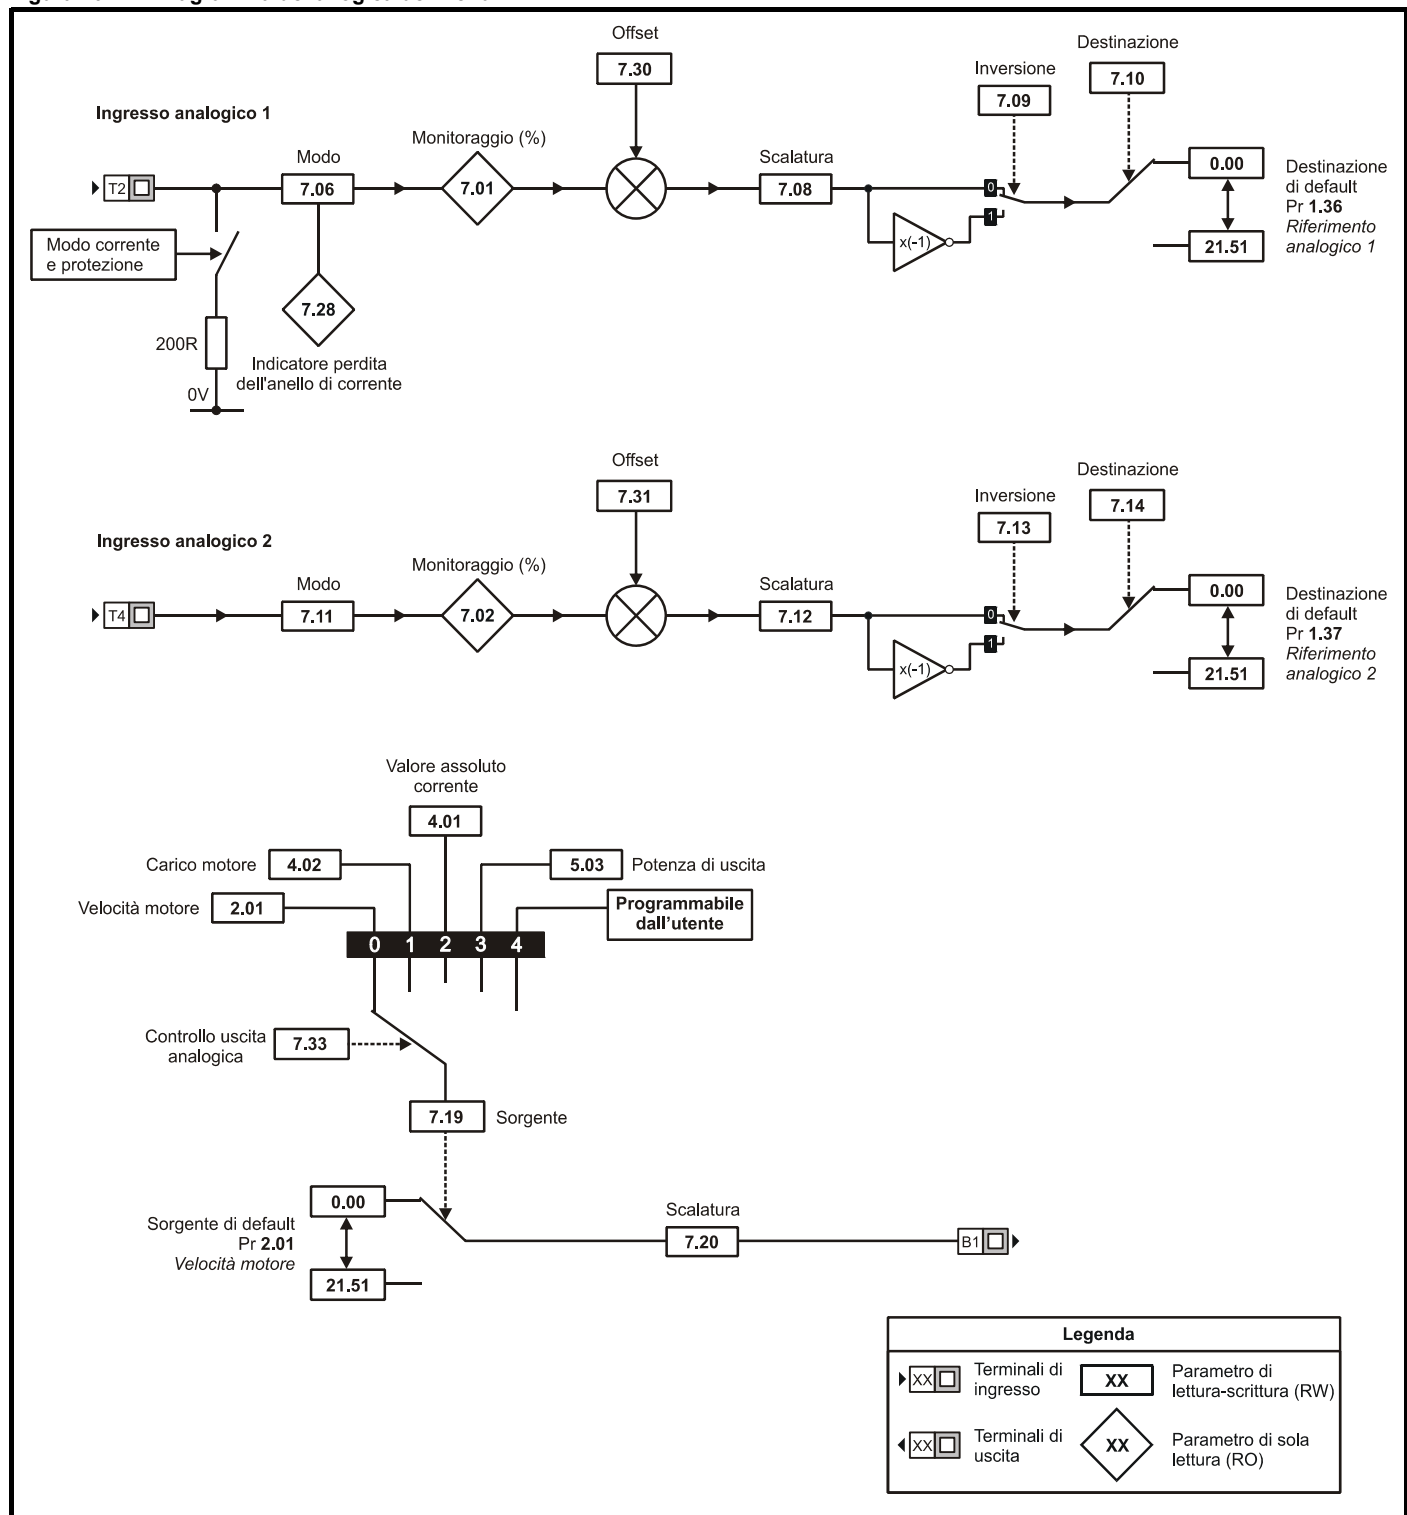 Offset
7.30
Destinazione
7.10
Inversione
7.09
Ingresso analogico 1
Monitoraggio (%)
Modo
Scalatura
T2
7.06
7.01
7.08
0
1
x(-1)
0.00
21.51
Destinazione
di default
Pr 1.36
Riferimento
analogico 1
Modo corrente
e protezione
7.28
200R
0V
Indicatore perdita
dell'anello di corrente
Offset
7.31
Destinazione
7.14
Inversione
7.13
Ingresso analogico 2
Monitoraggio (%)
Modo
Scalatura
T4
7.11
7.02
7.12
0
1
x(-1)
0.00
21.51
Destinazione
di default
Pr 1.37
Riferimento
analogico 2
Valore assoluto
corrente
4.01
Carico motore
4.02
5.03
Potenza di uscita
Velocità motore
2.01
Programmabile
dall'utente
0 1 2 3 4
Controllo uscita
analogica
7.33
7.19
Sorgente
0.00
21.51
Sorgente di default
Pr 2.01
Velocità motore
Scalatura
7.20
B1
Legenda
XX
Terminali di
ingresso
XX
Parametro di
lettura-scrittura (RW)
XX
Terminali di
uscita
XX
Parametro di sola
lettura (RO)